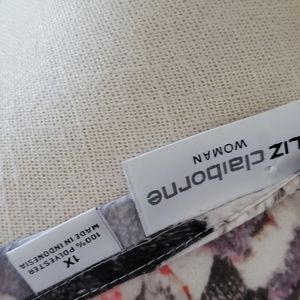 LIZ claiborne
WOMAN
1X
100% POLYESTER
MADE IN INDONESIA